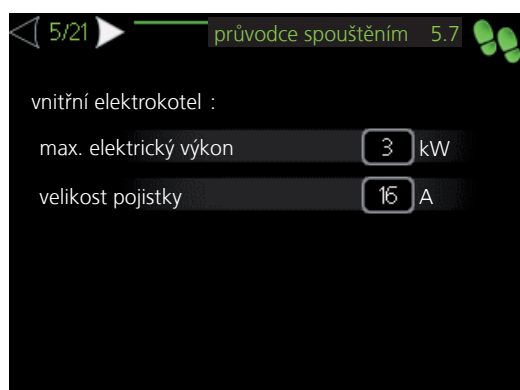 5/21 průvodce spouštěním 5.7
vnitřní elektrokotel :
max. elektrický výkon 3 kW
velikost pojistky 16 A